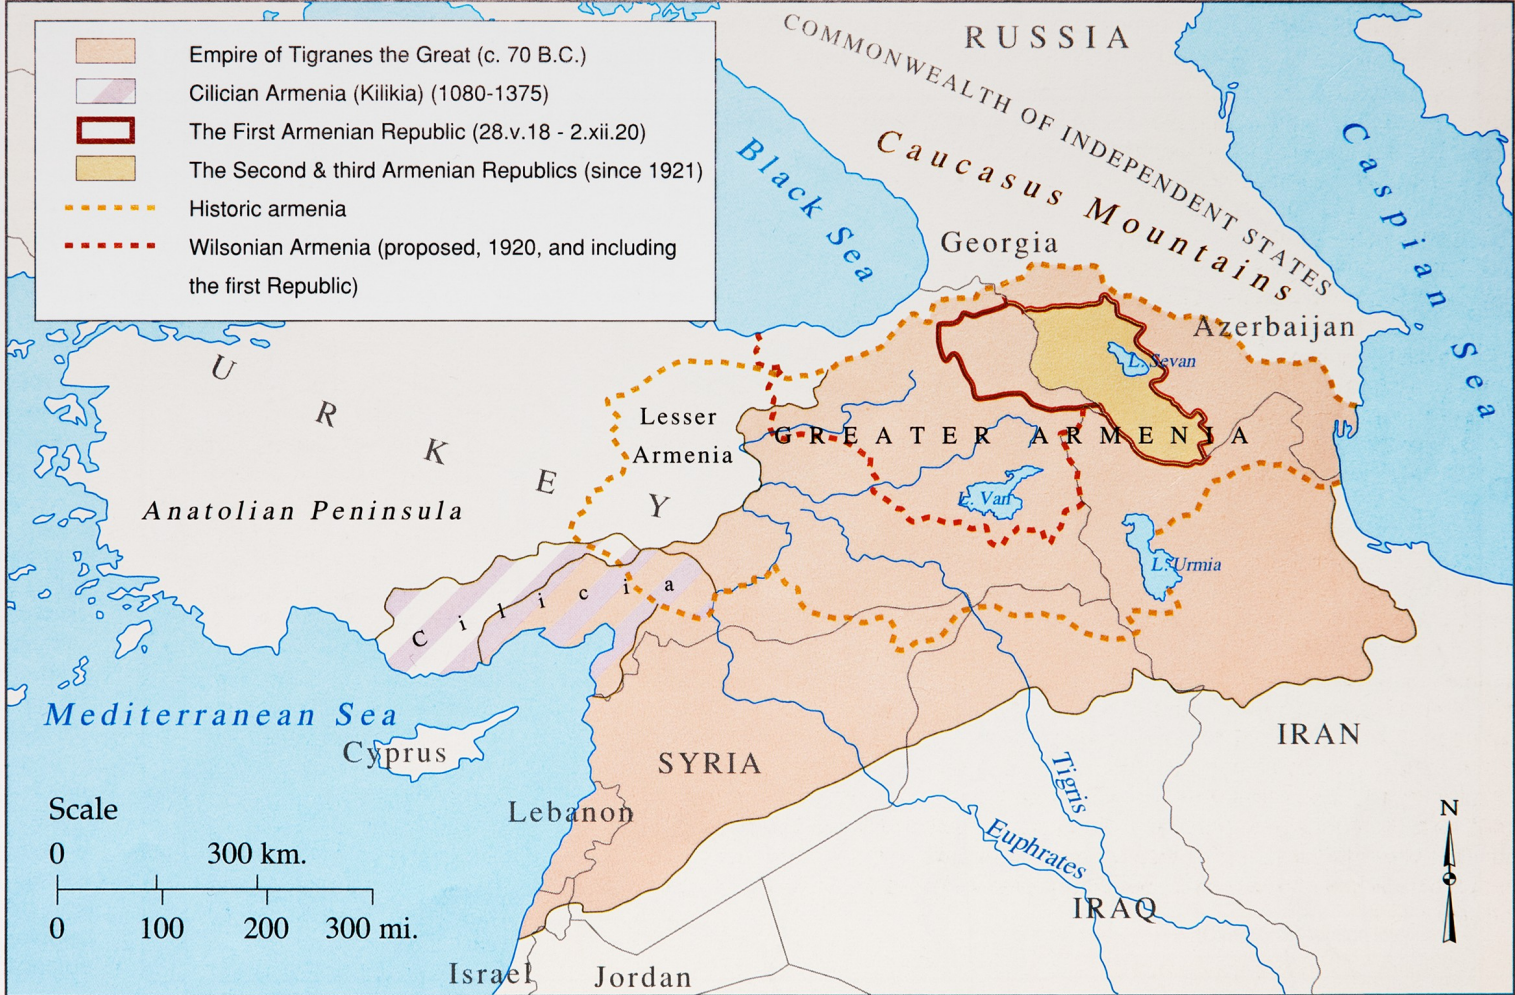 Empire of Tigranes the Great (c. 70 B.C.)
Cilician Armenia (Kilikia) (1080-1375)
The First Armenian Republic (28.v.18 - 2.xii.20)
The Second & third Armenian Republics (since 1921)
Historic armenia
Wilsonian Armenia (proposed, 1920, and including
the first Republic)
RUSSIA
COMMONWEALTH OF INDEPENDENT STATES
Caucasus Mountains
Black Sea
Caspian Sea
Georgia
Azerbaijan
L. Sevan
URKEY
Lesser
Armenia
GREATER ARMENIA
L. Van
L. Urmia
Anatolian Peninsula
Cilicia
Mediterranean Sea
Cyprus
SYRIA
Lebanon
IRAN
Tigris
Euphrates
IRAQ
Israel
Jordan
Scale
0 300 km.
0 100 200 300 mi.
N